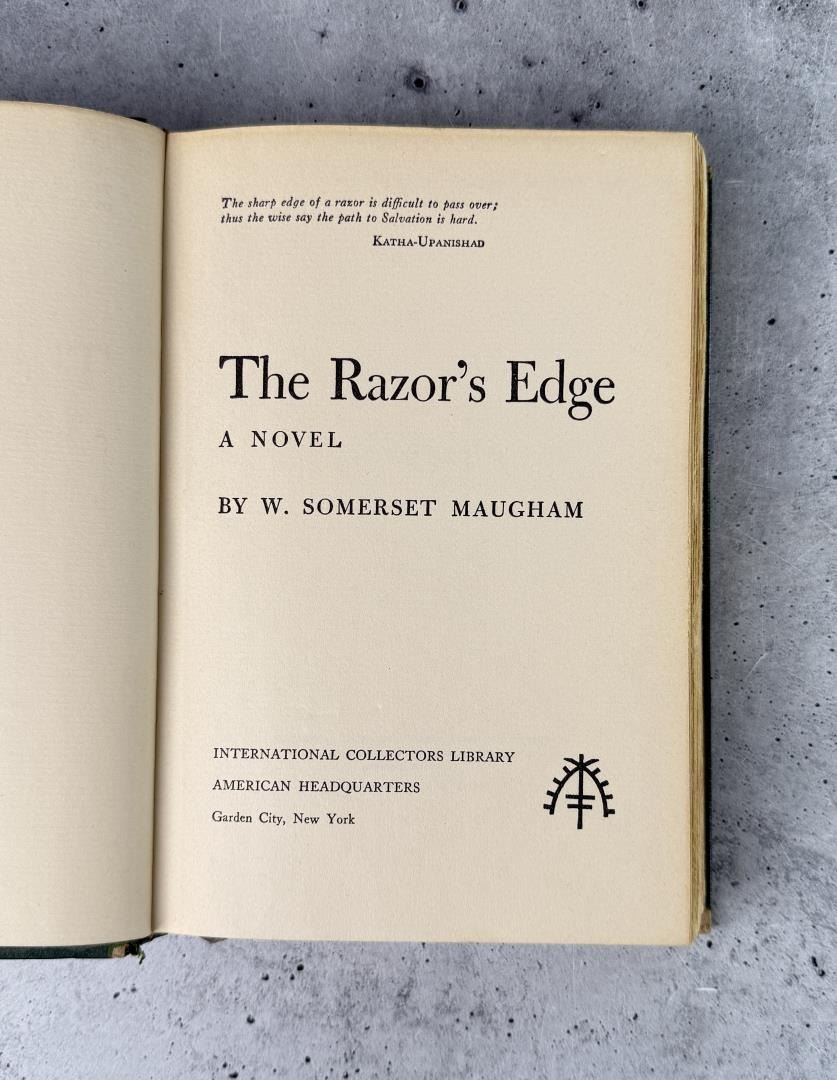 The sharp edge of a razor is difficult to pass over;
thus the wise say the path to Salvation is hard.
KATHA-UPANISHAD
The Razor's Edge
A NOVEL
BY W. SOMERSET MAUGHAM
INTERNATIONAL COLLECTORS LIBRARY
AMERICAN HEADQUARTERS
Garden City, New York